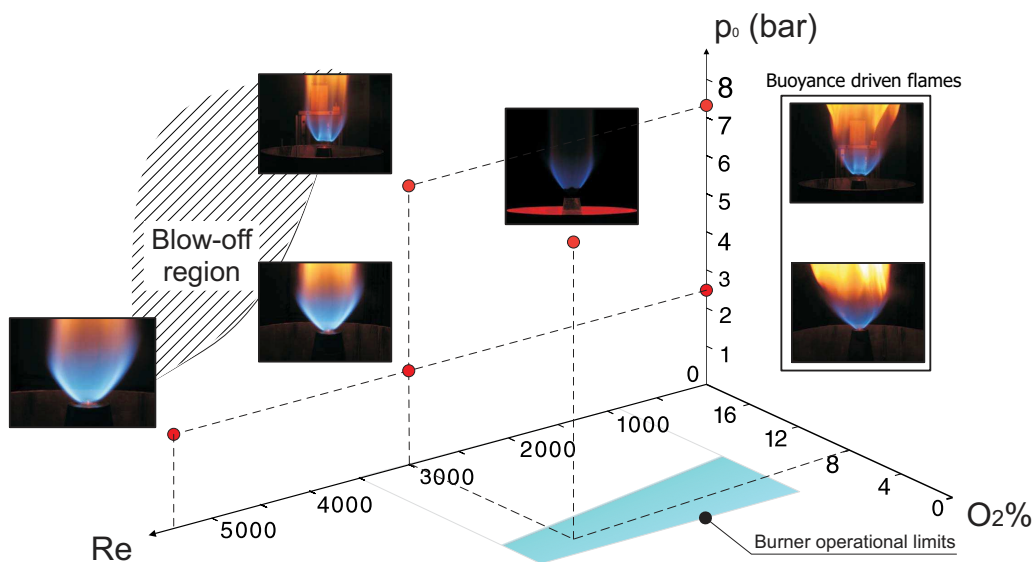 p₀ (bar)
Buoyance driven flames
8
7
6
5
4
3
2
1
0
Blow-off
region
16
12
8
4
0
O₂%
1000
2000
3000
4000
5000
Re
Burner operational limits